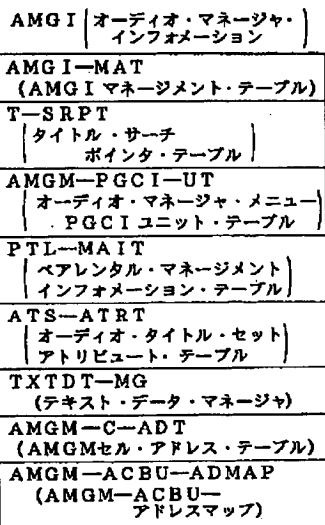 AMGI(オーディオ・マネージャ・
インフォメーション)
AMGI—MAT
(AMGIマネージメント・テーブル)
T—SRPT
(タイトル・サーチ
ポインタ・テーブル)
AMGM—PGCI—UT
(オーディオ・マネージャ・メニュー
PGCIユニット・テーブル)
PTL—MAIT
(ペアレンタル・マネージメント
インフォメーション・テーブル)
ATS—ATRT
(オーディオ・タイトル・セット
アトリビュート・テーブル)
TXTDT—MG
(テキスト・データ・マネージャ)
AMGM—C—ADT
(AMGMセル・アドレス・テーブル)
AMGM—ACBU—ADMAP
(AMGM—ACBU—
アドレスマップ)